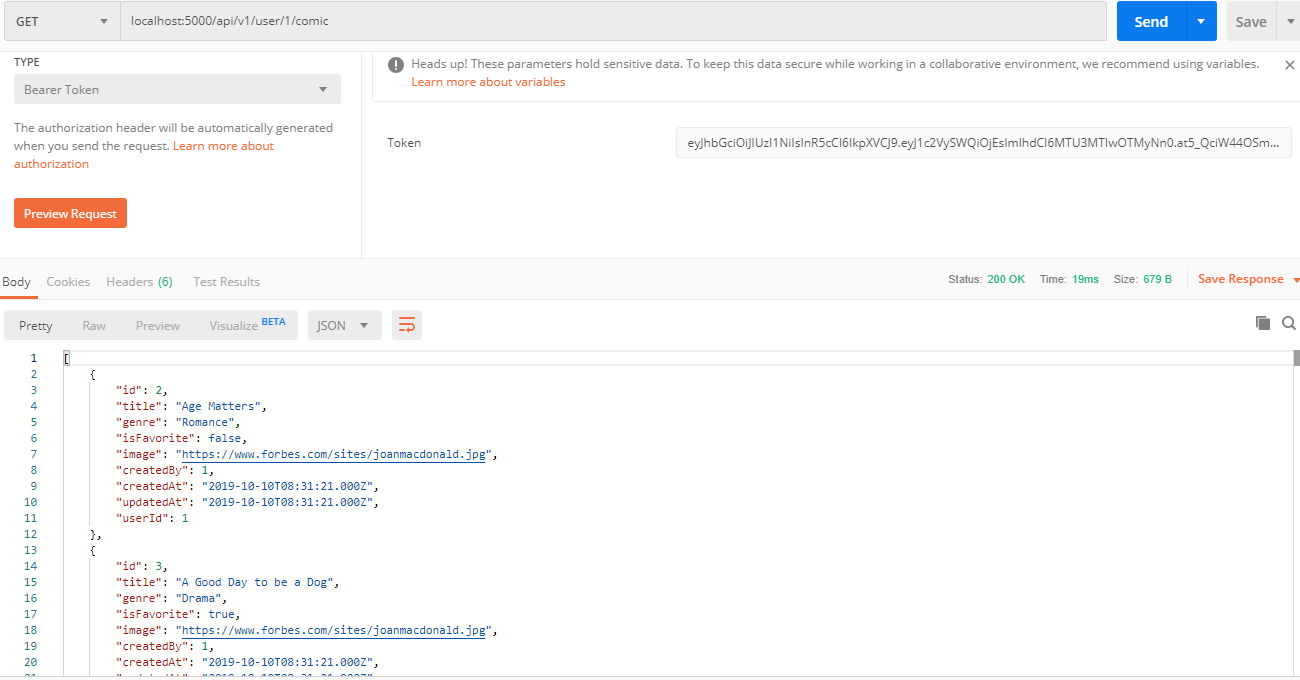 GET localhost:5000/api/v1/user/1/comic Send Save
TYPE
Bearer Token
The authorization header will be automatically generated
when you send the request. Learn more about
authorization
Preview Request
Heads up! These parameters hold sensitive data. To keep this data secure while working in a collaborative environment, we recommend using variables.
Learn more about variables
Token eyJhbGciOiJIUzI1NiIsInR5cCI6IkpXVCJ9.eyJ1c2VySWQiOjEsImlhdCI6MTU3MTIwOTMyNn0.at5_QciW44OSm...
Body Cookies Headers (6) Test Results Status: 200 OK Time: 19ms Size: 679 B Save Response
Pretty Raw Preview Visualize BETA JSON
1 [
2 {
3 "id": 2,
4 "title": "Age Matters",
5 "genre": "Romance",
6 "isFavorite": false,
7 "image": "https://www.forbes.com/sites/joanmacdonald.jpg",
8 "createdBy": 1,
9 "createdAt": "2019-10-10T08:31:21.000Z",
10 "updatedAt": "2019-10-10T08:31:21.000Z",
11 "userId": 1
12 },
13 {
14 "id": 3,
15 "title": "A Good Day to be a Dog",
16 "genre": "Drama",
17 "isFavorite": true,
18 "image": "https://www.forbes.com/sites/joanmacdonald.jpg",
19 "createdBy": 1,
20 "createdAt": "2019-10-10T08:31:21.000Z",